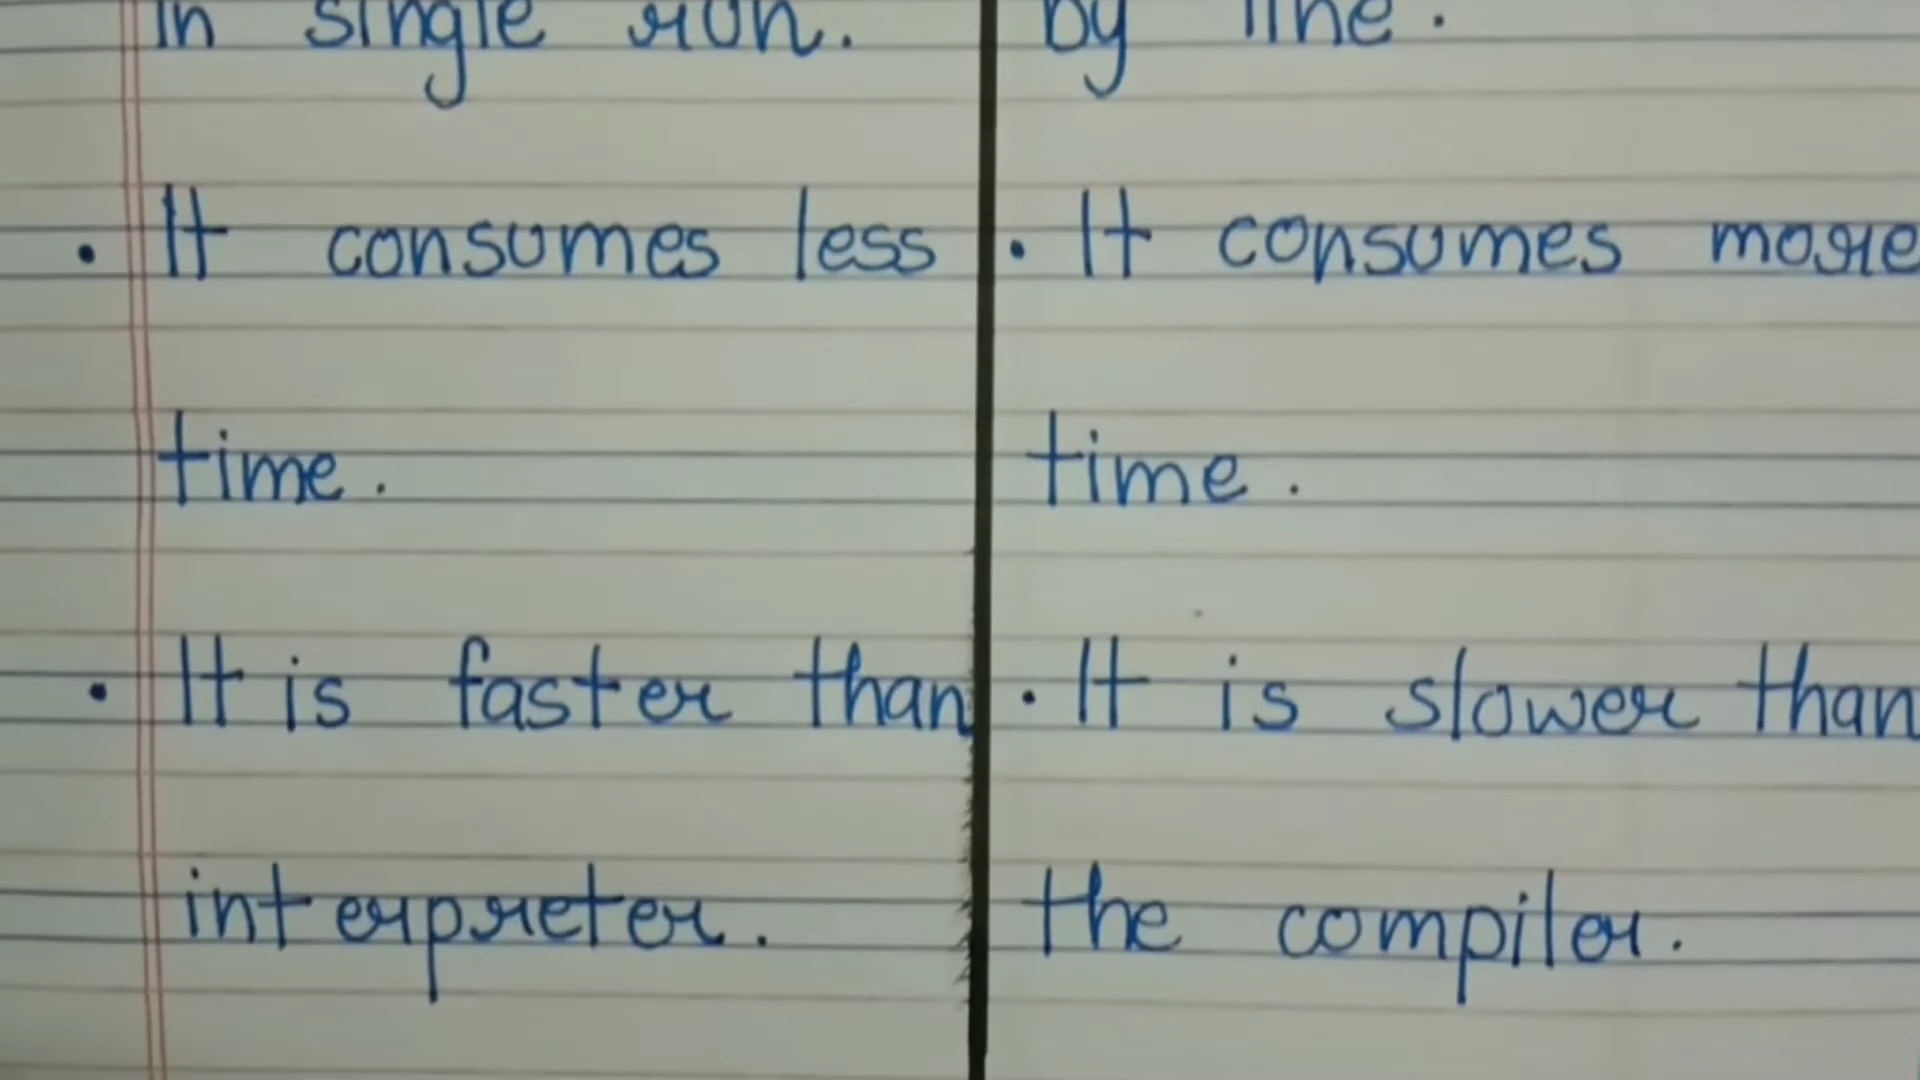 in single run.
• It consumes less
time.
• It is faster than
interpreter.
by line.
• It consumes more
time.
• It is slower than
the compiler.